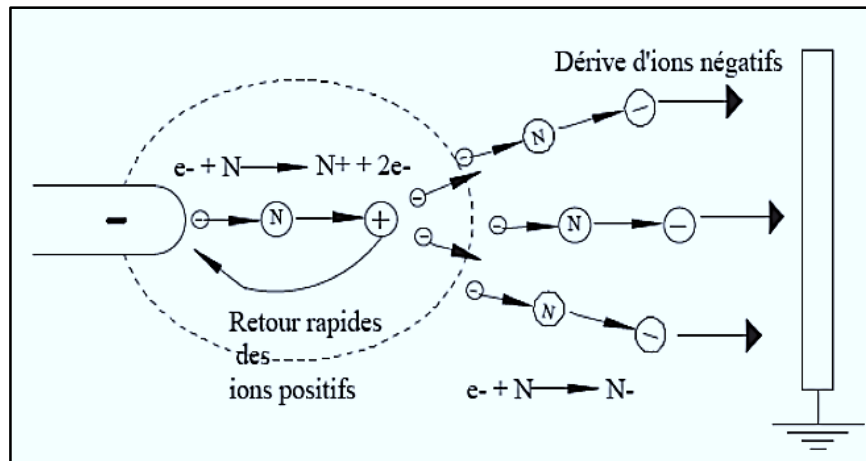 Dérive d'ions négatifs
e- + N → N+ + 2e-
-
- N +
- N -
- N -
- N -
-
-
Retour rapides
des
ions positifs
e- + N → N-